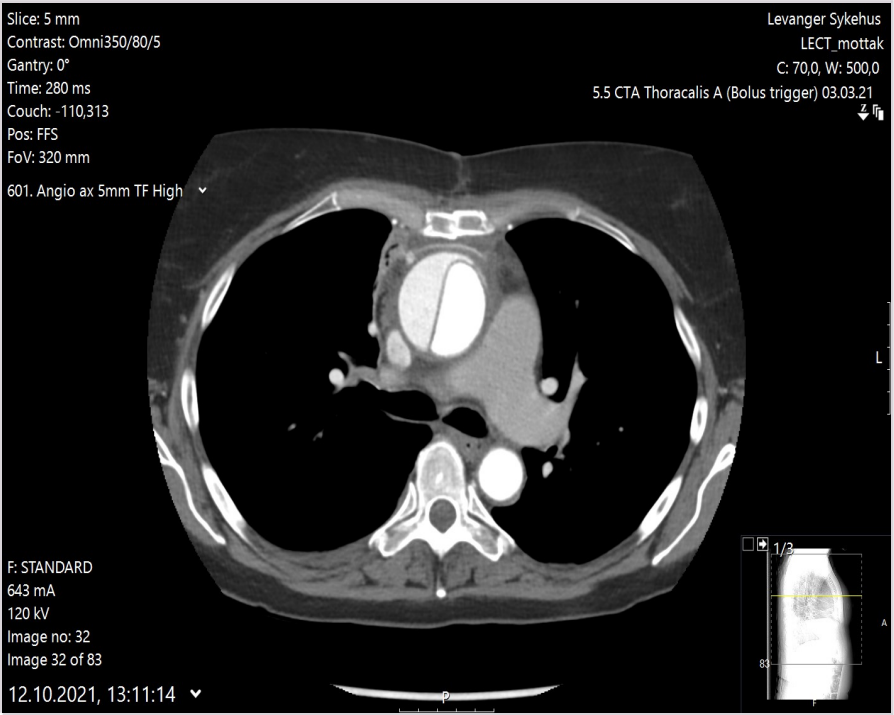 Slice: 5 mm
Contrast: Omni350/80/5
Gantry: 0°
Time: 280 ms
Couch: -110,313
Pos: FFS
FoV: 320 mm
601. Angio ax 5mm TF High
Levanger Sykehus
LECT_mottak
C: 70,0, W: 500,0
5.5 CTA Thoracalis A (Bolus trigger) 03.03.21
Z
L
F: STANDARD
643 mA
120 kV
Image no: 32
Image 32 of 83
12.10.2021, 13:11:14
P
1/3
A
83
F